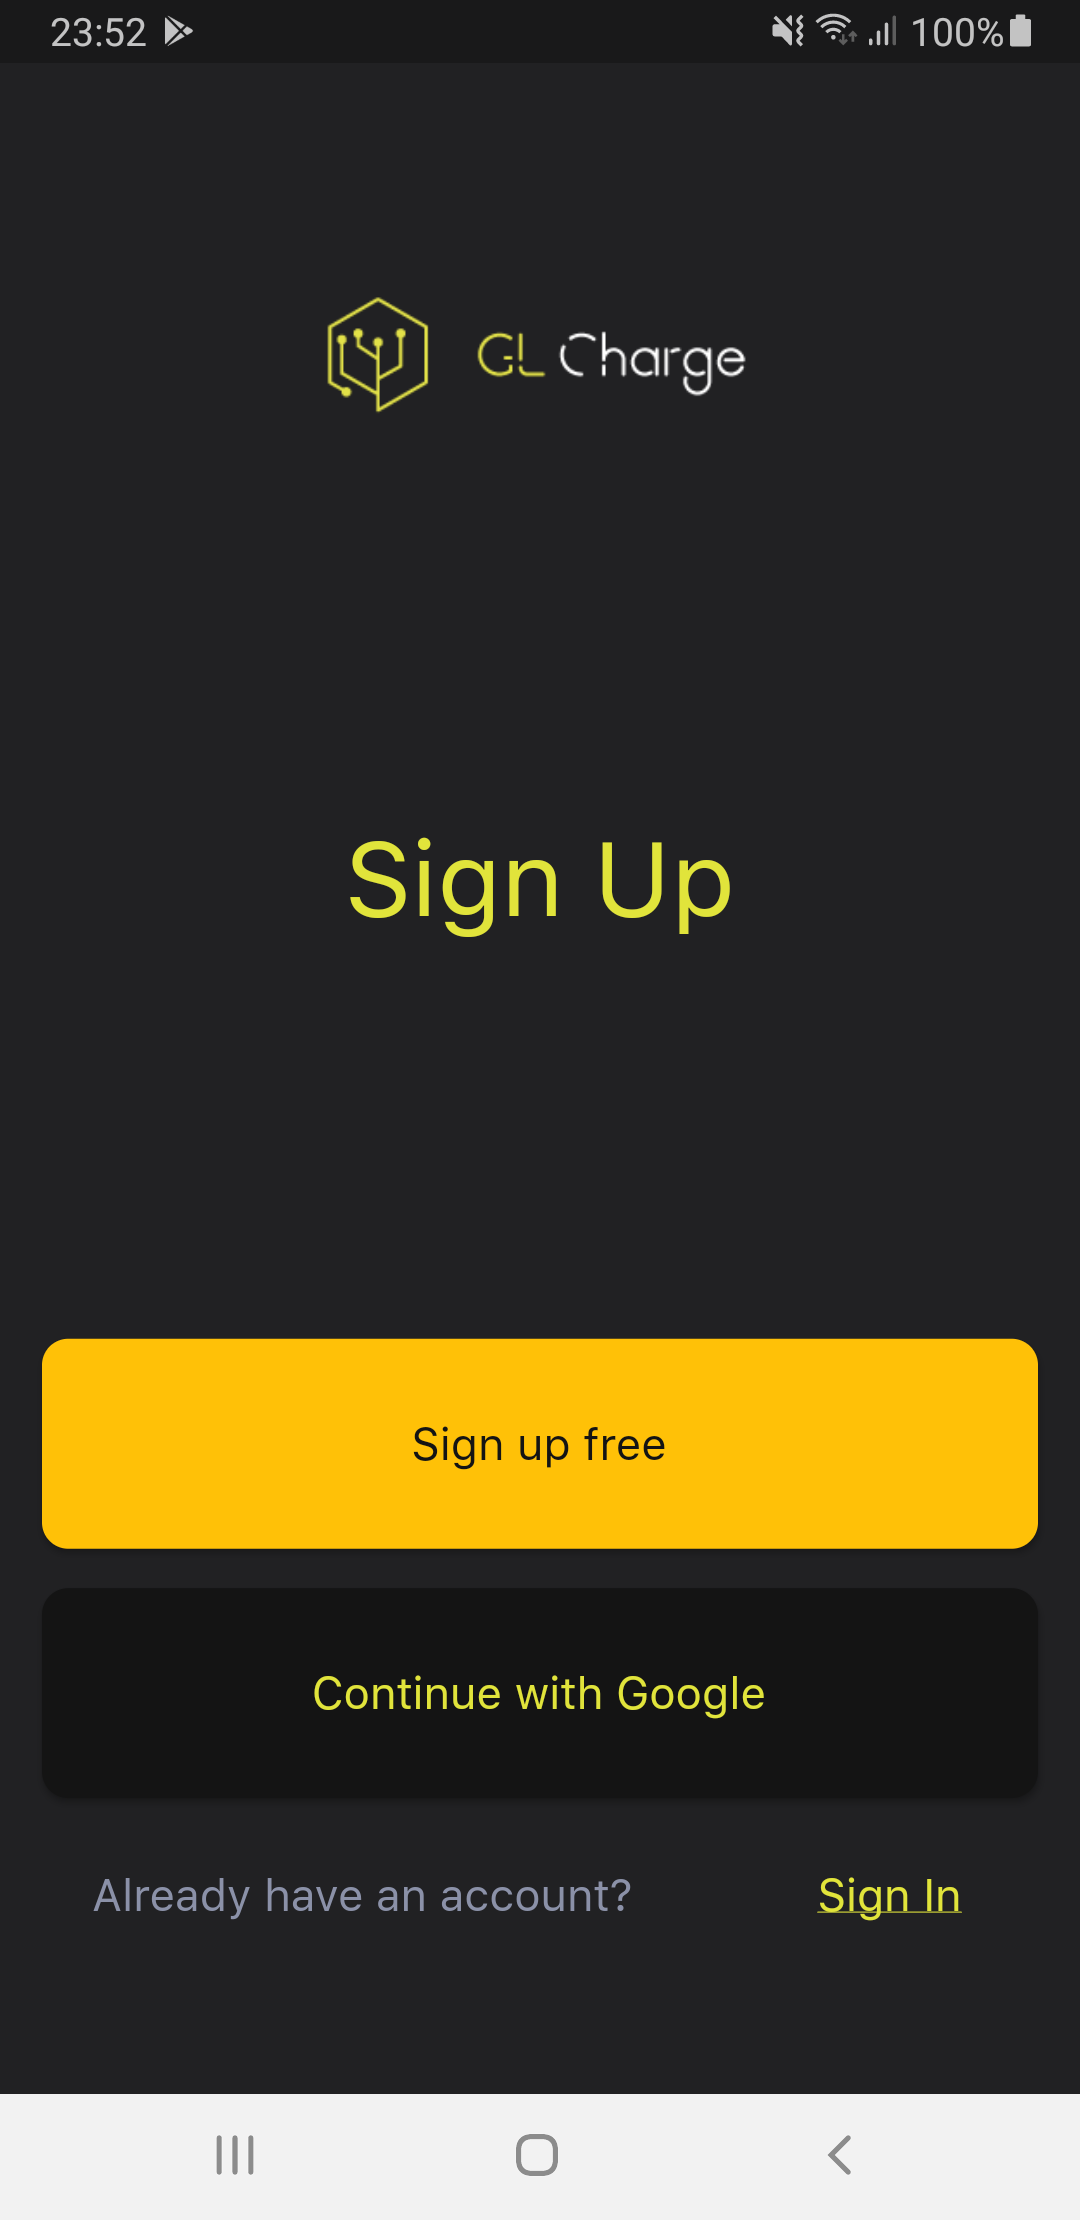 23:52 100%
GL Charge
Sign Up
Sign up free
Continue with Google
Already have an account? Sign In